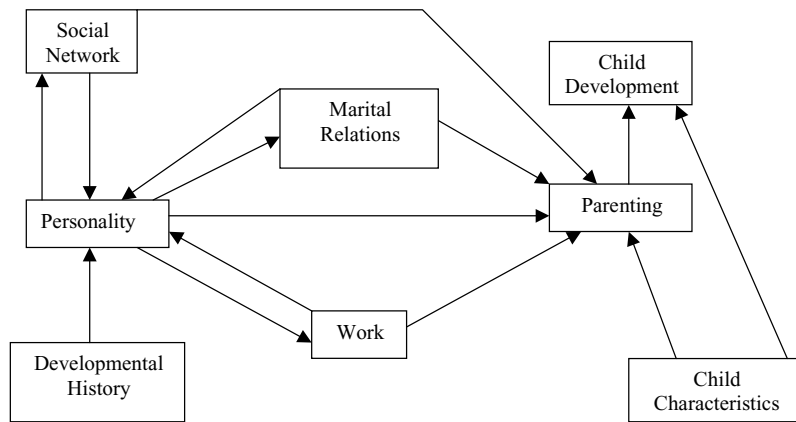 Social
Network
Child
Development
Marital
Relations
Personality
Parenting
Work
Developmental
History
Child
Characteristics